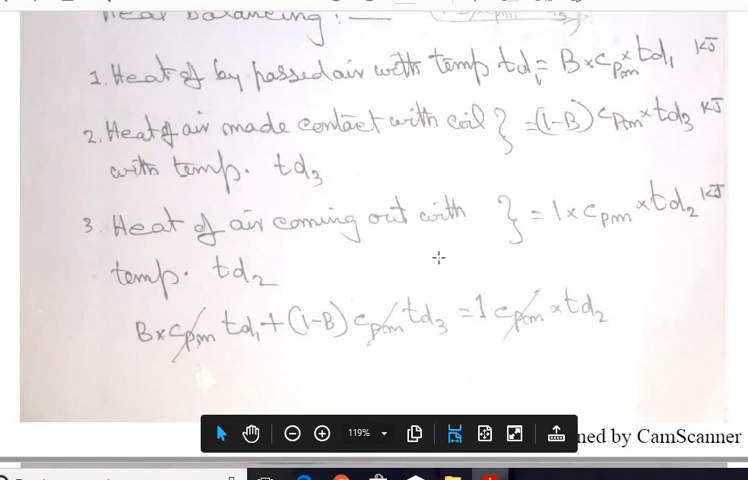 Heat balancing:—
1. Heat of by passed air with temp td₁ = B×Cpm×td₁ KJ
2. Heat of air made contact with coil } = (1-B) Cpm×td₃ KJ
with temp. td₃
3. Heat of air coming out with } = 1×Cpm×td₂ KJ
temp. td₂
B×Cpm td₁+(1-B) Cpm td₃ =1 Cpm×td₂
119%
ned by CamScanner